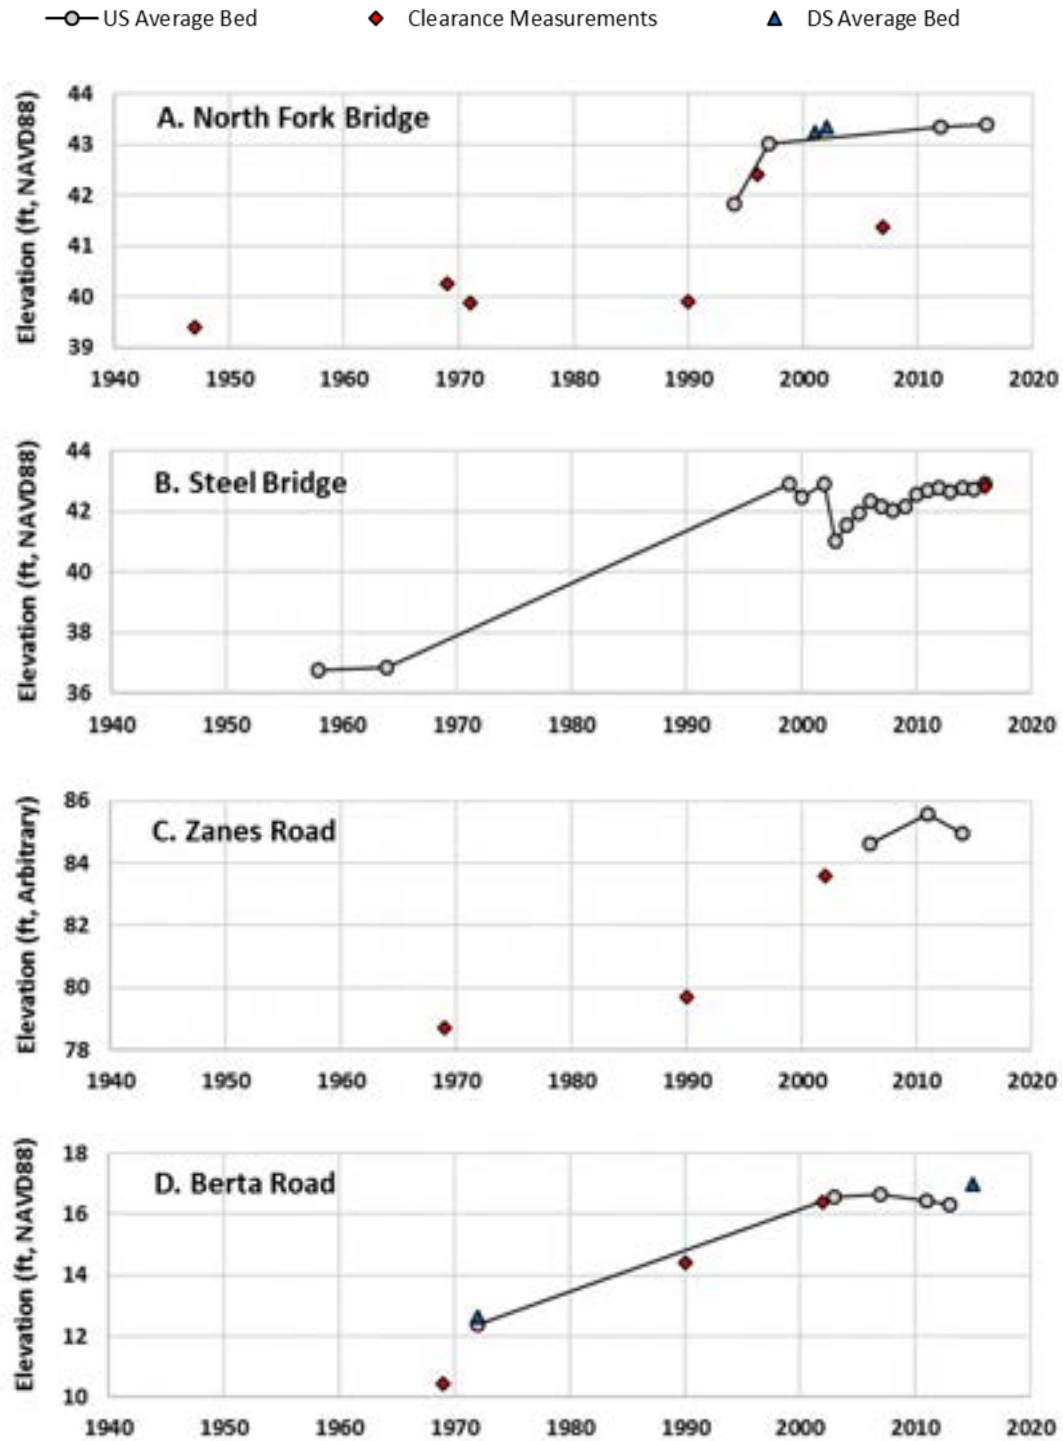 US Average Bed Clearance Measurements DS Average Bed
A. North Fork Bridge
Elevation (ft, NAVD88)
44
43
42
41
40
39
1940 1950 1960 1970 1980 1990 2000 2010 2020
B. Steel Bridge
Elevation (ft, NAVD88)
44
42
40
38
36
1940 1950 1960 1970 1980 1990 2000 2010 2020
C. Zanes Road
Elevation (ft, Arbitrary)
86
84
82
80
78
1940 1950 1960 1970 1980 1990 2000 2010 2020
D. Berta Road
Elevation (ft, NAVD88)
18
16
14
12
10
1940 1950 1960 1970 1980 1990 2000 2010 2020